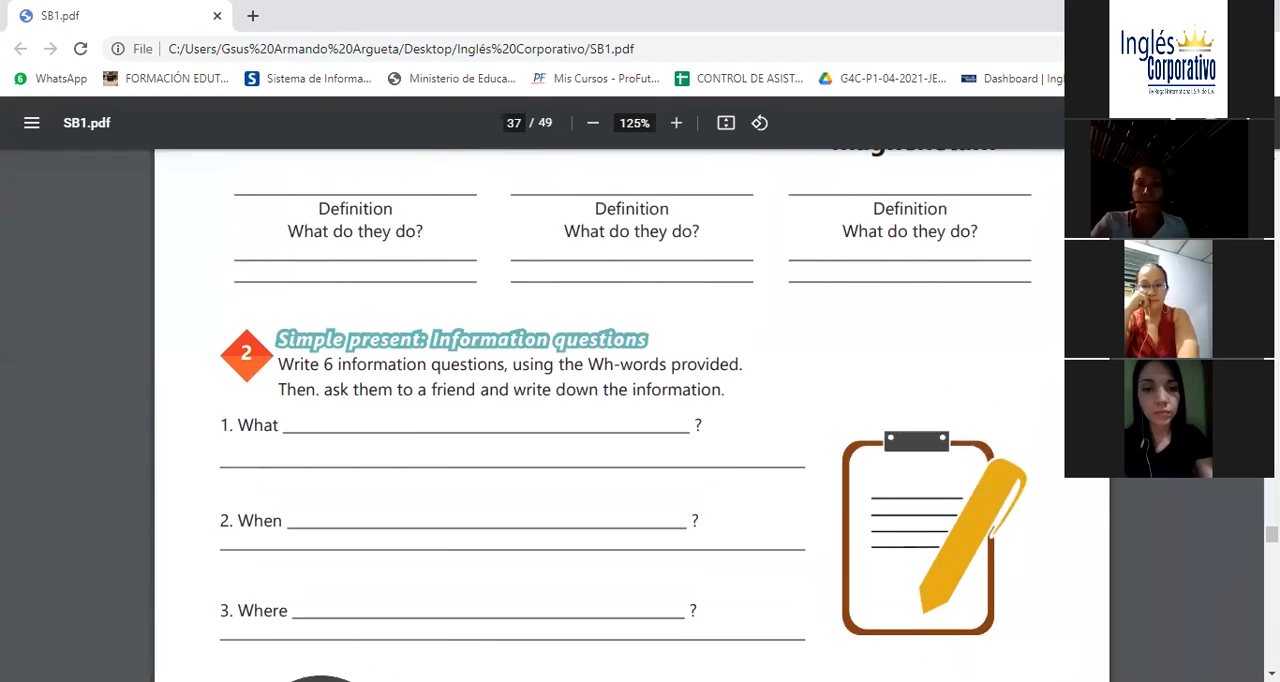 SB1.pdf
File C:/Users/Gsus%20Armando%20Argueta/Desktop/Inglés%20Corporativo/SB1.pdf
WhatsApp FORMACIÓN EDUT... Sistema de Informa... Ministerio de Educa... Mis Cursos - ProFut... CONTROL DE ASIST... G4C-P1-04-2021-JE... Dashboard | Ingl
SB1.pdf 37 / 49 125%
Definition Definition Definition
What do they do? What do they do? What do they do?
2 Simple present: Information questions
Write 6 information questions, using the Wh-words provided.
Then. ask them to a friend and write down the information.
1. What ?
2. When ?
3. Where ?
Inglés
Corporativo